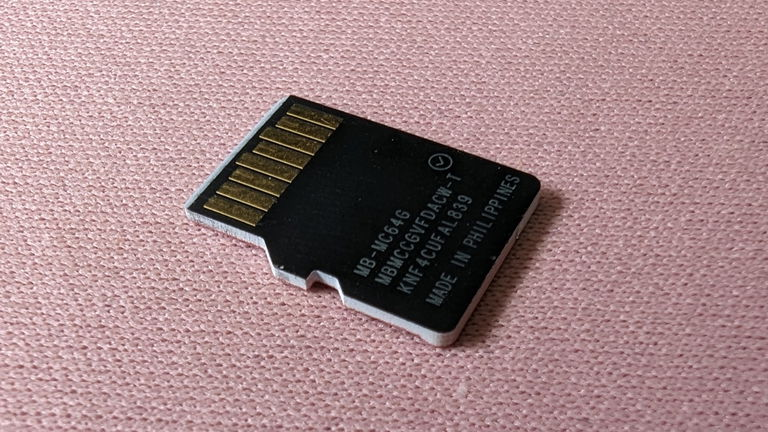 MB-MC64G
MBMCCGVFDACW-T
KNF4CUFAL839
MADE IN PHILIPPINES